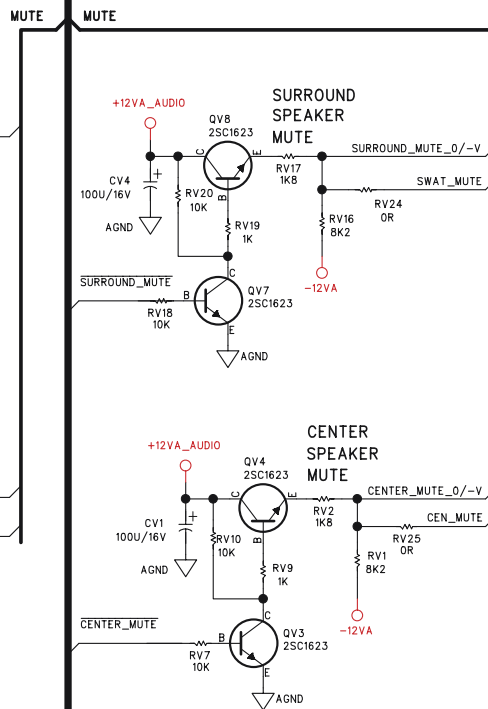 MUTE
MUTE
+12VA_AUDIO
QV8
2SC1623
SURROUND
SPEAKER
MUTE
C
E
B
RV17
1K8
SURROUND_MUTE_0/-V
SWAT_MUTE
RV24
0R
CV4
100U/16V
+
RV20
10K
RV19
1K
RV16
8K2
AGND
-12VA
SURROUND_MUTE
RV18
10K
B
C
E
QV7
2SC1623
AGND
+12VA_AUDIO
QV4
2SC1623
CENTER
SPEAKER
MUTE
C
E
B
RV2
1K8
CENTER_MUTE_0/-V
CEN_MUTE
RV25
0R
CV1
100U/16V
+
RV10
10K
RV9
1K
RV1
8K2
AGND
-12VA
CENTER_MUTE
RV7
10K
B
C
E
QV3
2SC1623
AGND